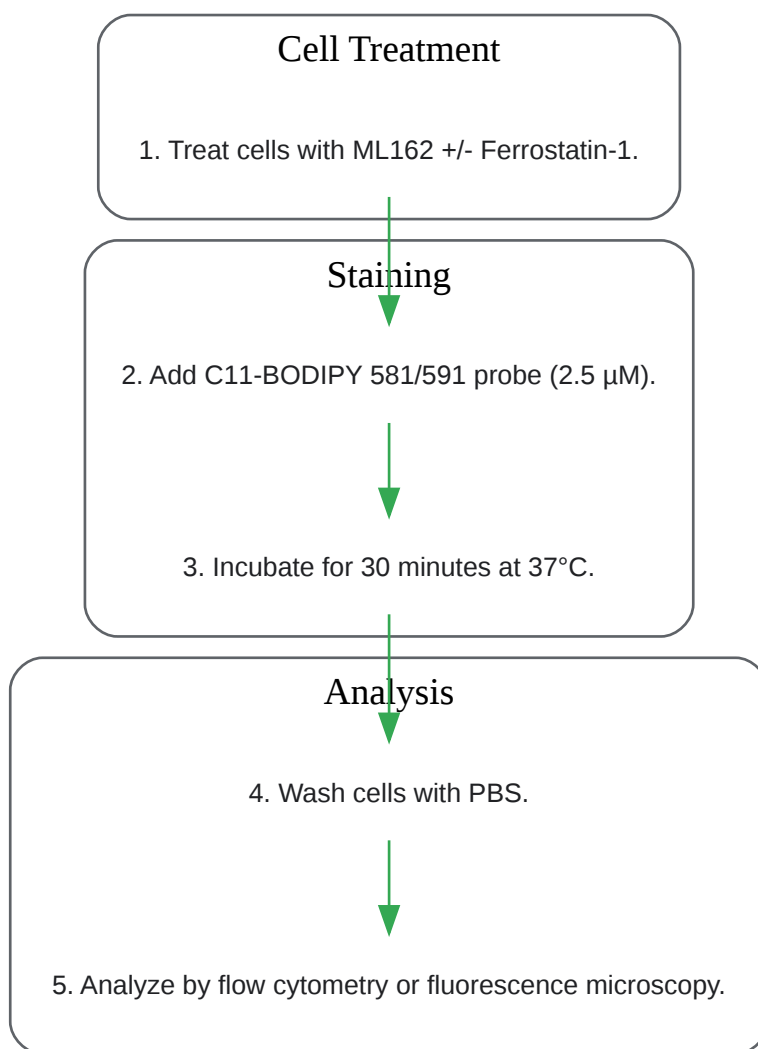 Cell Treatment
1. Treat cells with ML162 +/- Ferrostatin-1.
Staining
2. Add C11-BODIPY 581/591 probe (2.5 µM).
3. Incubate for 30 minutes at 37°C.
Analysis
4. Wash cells with PBS.
5. Analyze by flow cytometry or fluorescence microscopy.